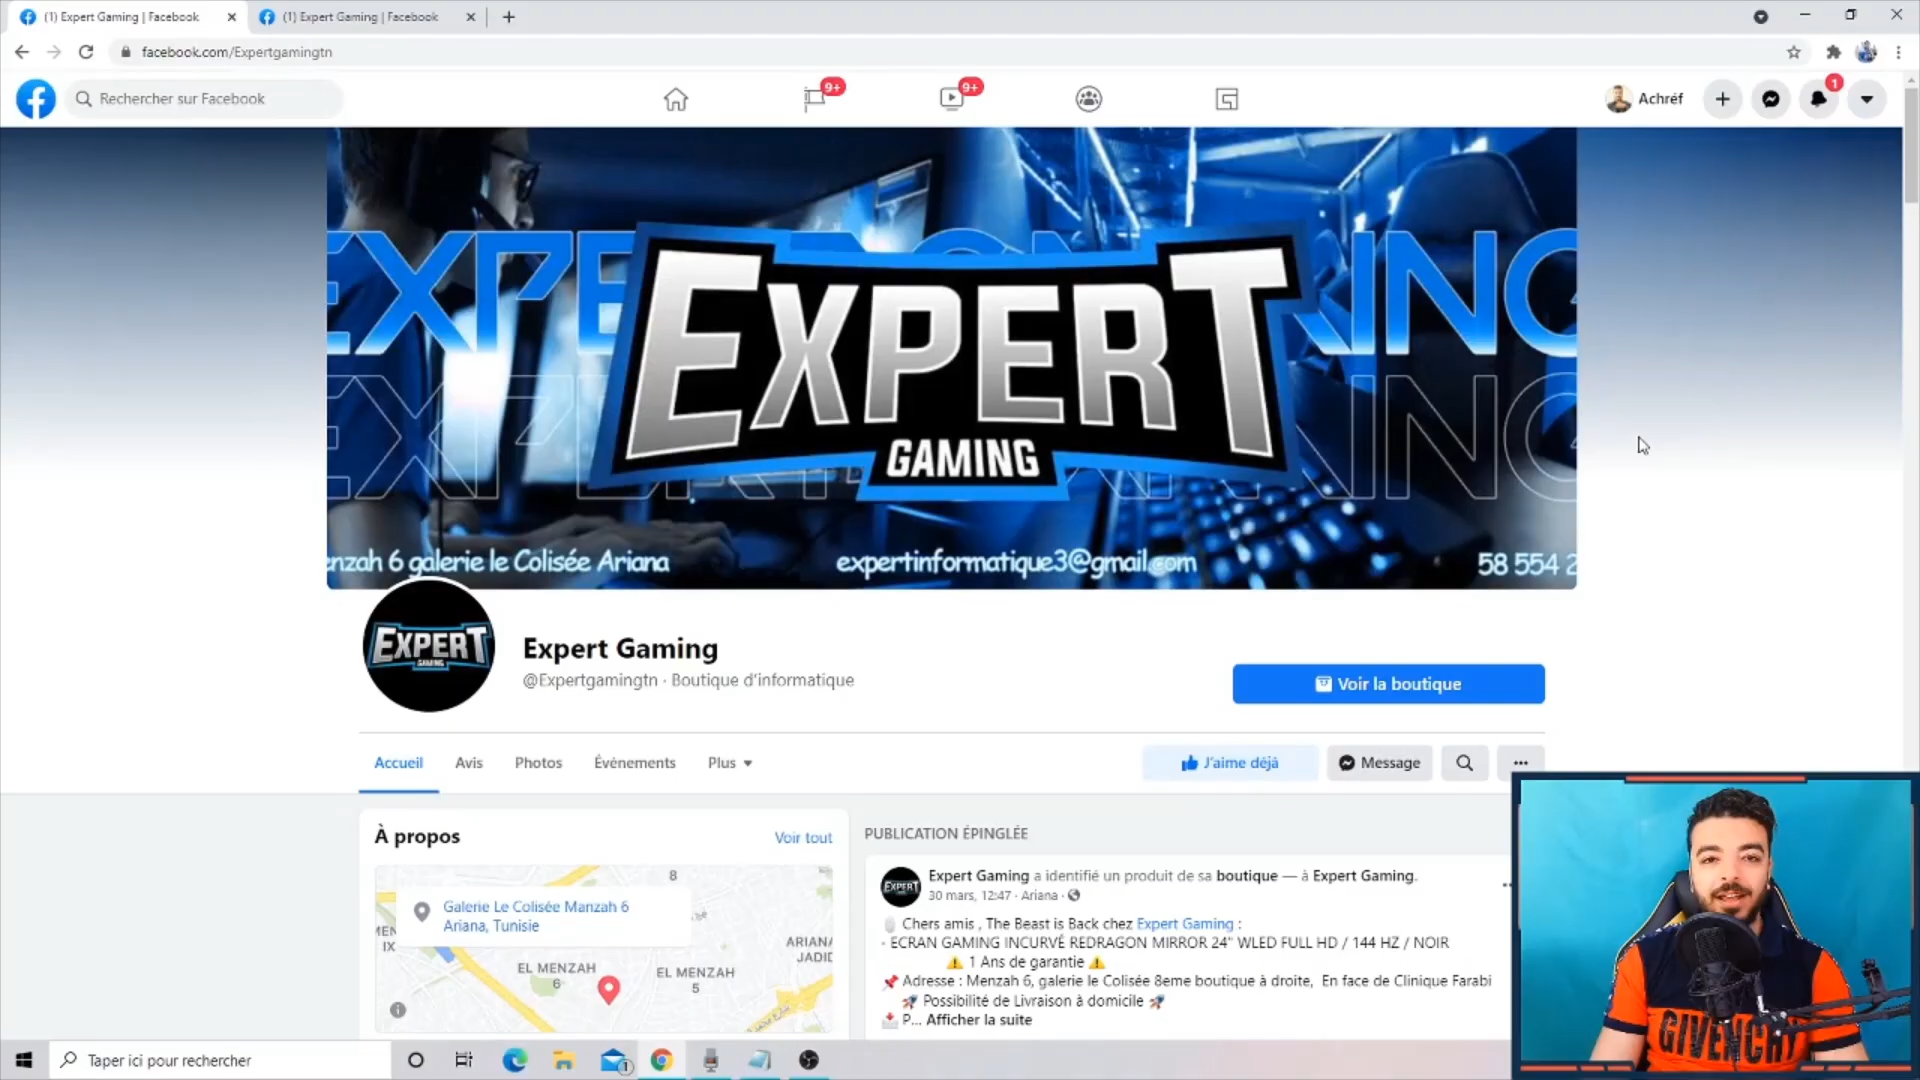 (1) Expert Gaming | Facebook
(1) Expert Gaming | Facebook
facebook.com/Expertgamingtn
Rechercher sur Facebook
9+
9+
Achréf
1
EXPERT
GAMING
nzah 6 galerie le Colisée Ariana
expertinformatique3@gmail.com
58 554 2
EXPERT
GAMING
Expert Gaming
@Expertgamingtn · Boutique d'informatique
Voir la boutique
Accueil
Avis
Photos
Événements
Plus
J'aime déjà
Message
À propos
Voir tout
8
Galerie Le Colisée Manzah 6
Ariana, Tunisie
IX
ARIANA
JADID
EL MENZAH
6
EL MENZAH
5
PUBLICATION ÉPINGLÉE
EXPERT
Expert Gaming a identifié un produit de sa boutique — à Expert Gaming.
30 mars, 12:47 · Ariana ·
Chers amis , The Beast is Back chez Expert Gaming :
- ECRAN GAMING INCURVÉ REDRAGON MIRROR 24" WLED FULL HD / 144 HZ / NOIR
⚠️ 1 Ans de garantie ⚠️
📌 Adresse : Menzah 6, galerie le Colisée 8eme boutique à droite, En face de Clinique Farabi
🚀 Possibilité de Livraison à domicile 🚀
P... Afficher la suite
GIVENCHY
Taper ici pour rechercher
1